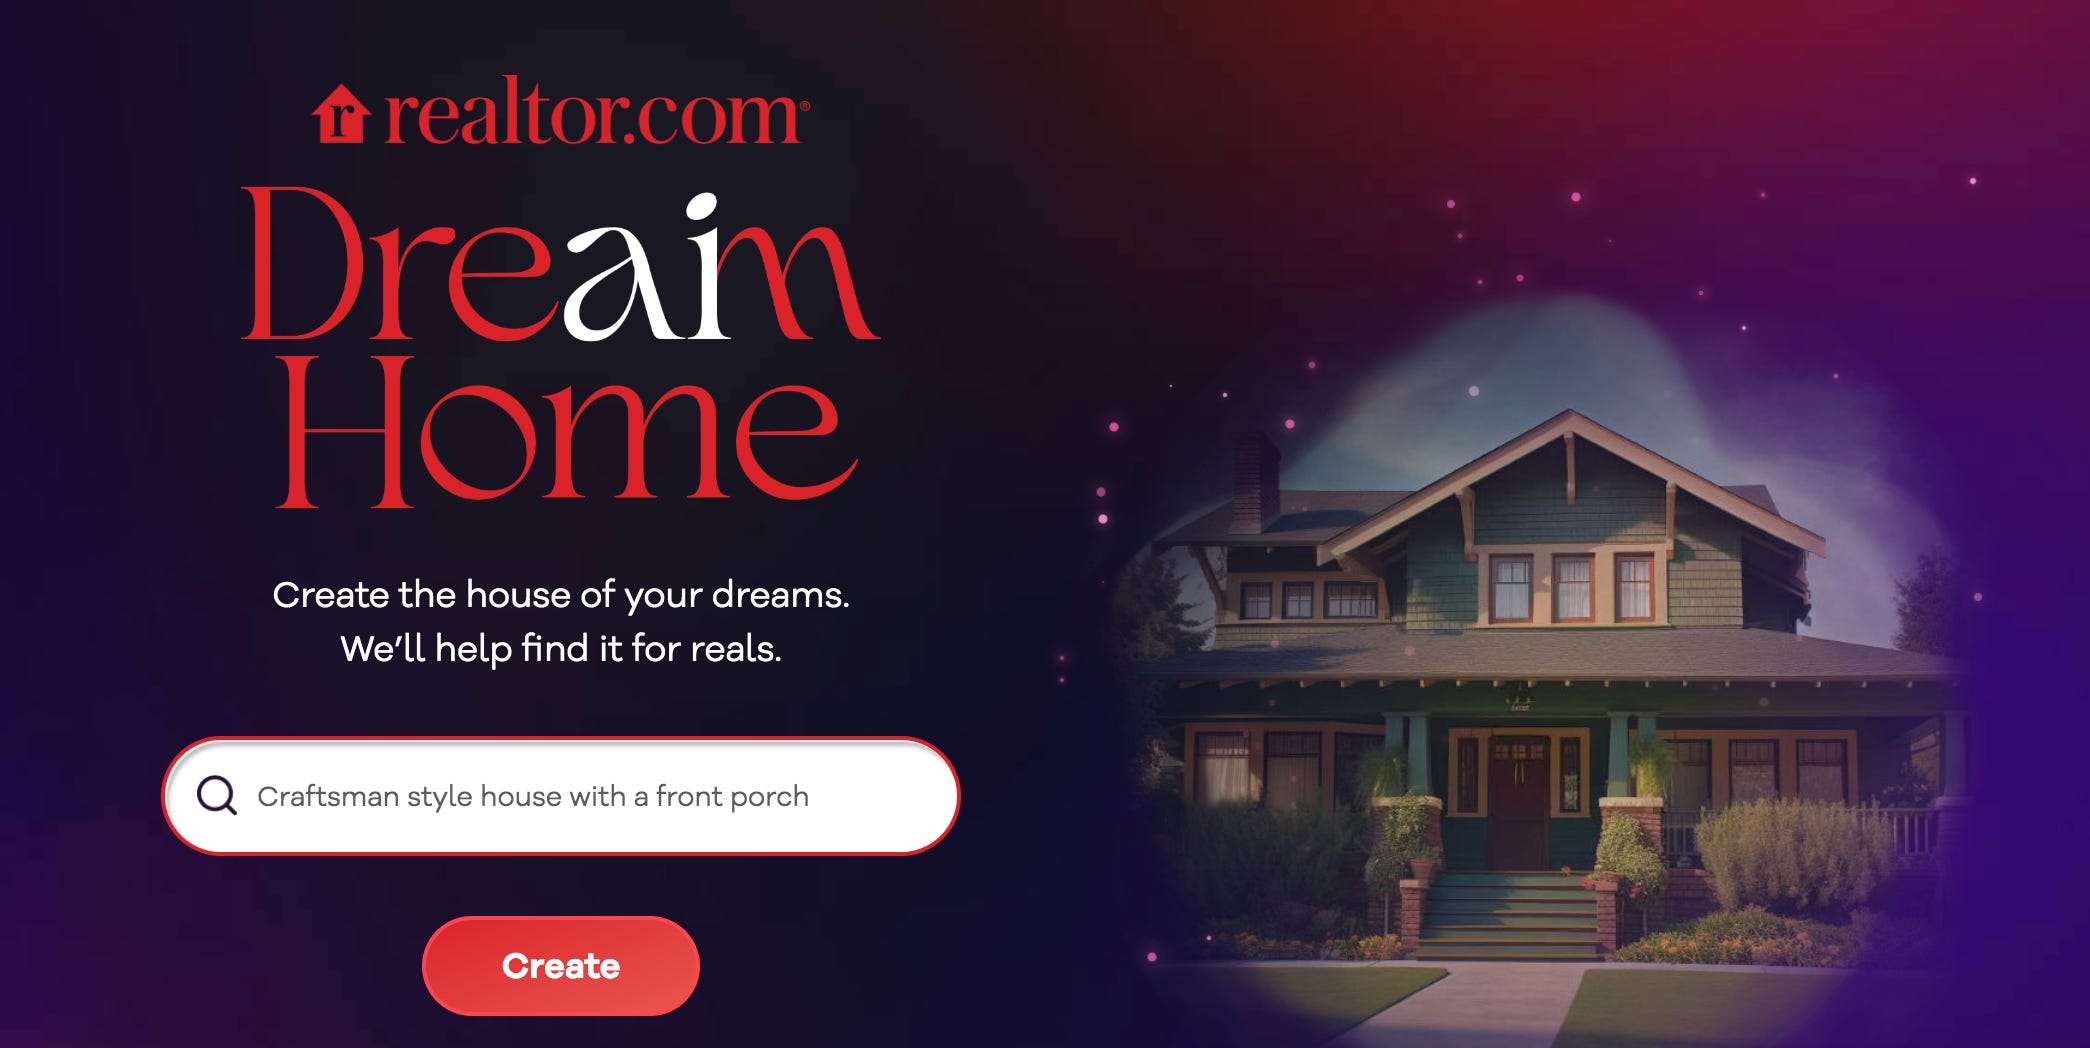 realtor.com®
Dreaim
Home
Create the house of your dreams.
We'll help find it for reals.
Craftsman style house with a front porch
Create